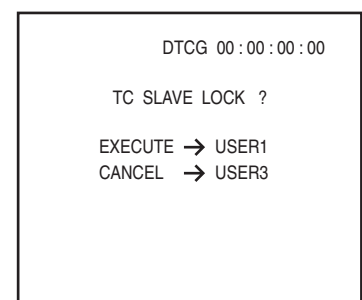 DTCG 00 : 00 : 00 : 00
TC SLAVE LOCK ?
EXECUTE → USER1
CANCEL → USER3